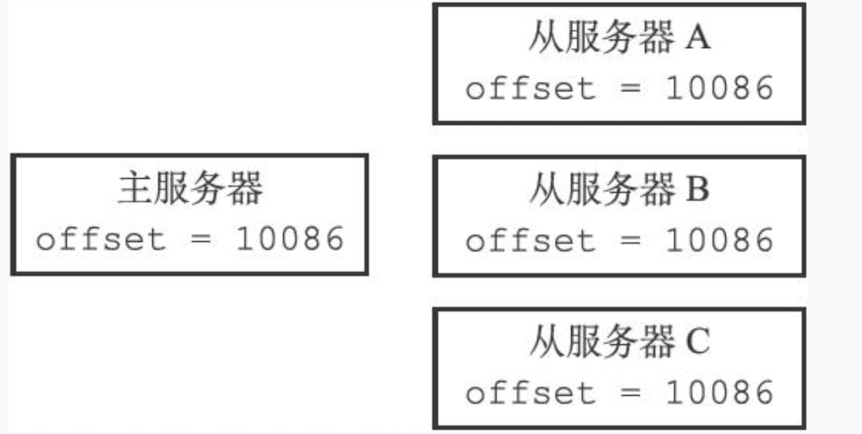 主服务器
offset = 10086
从服务器 A
offset = 10086
从服务器 B
offset = 10086
从服务器 C
offset = 10086